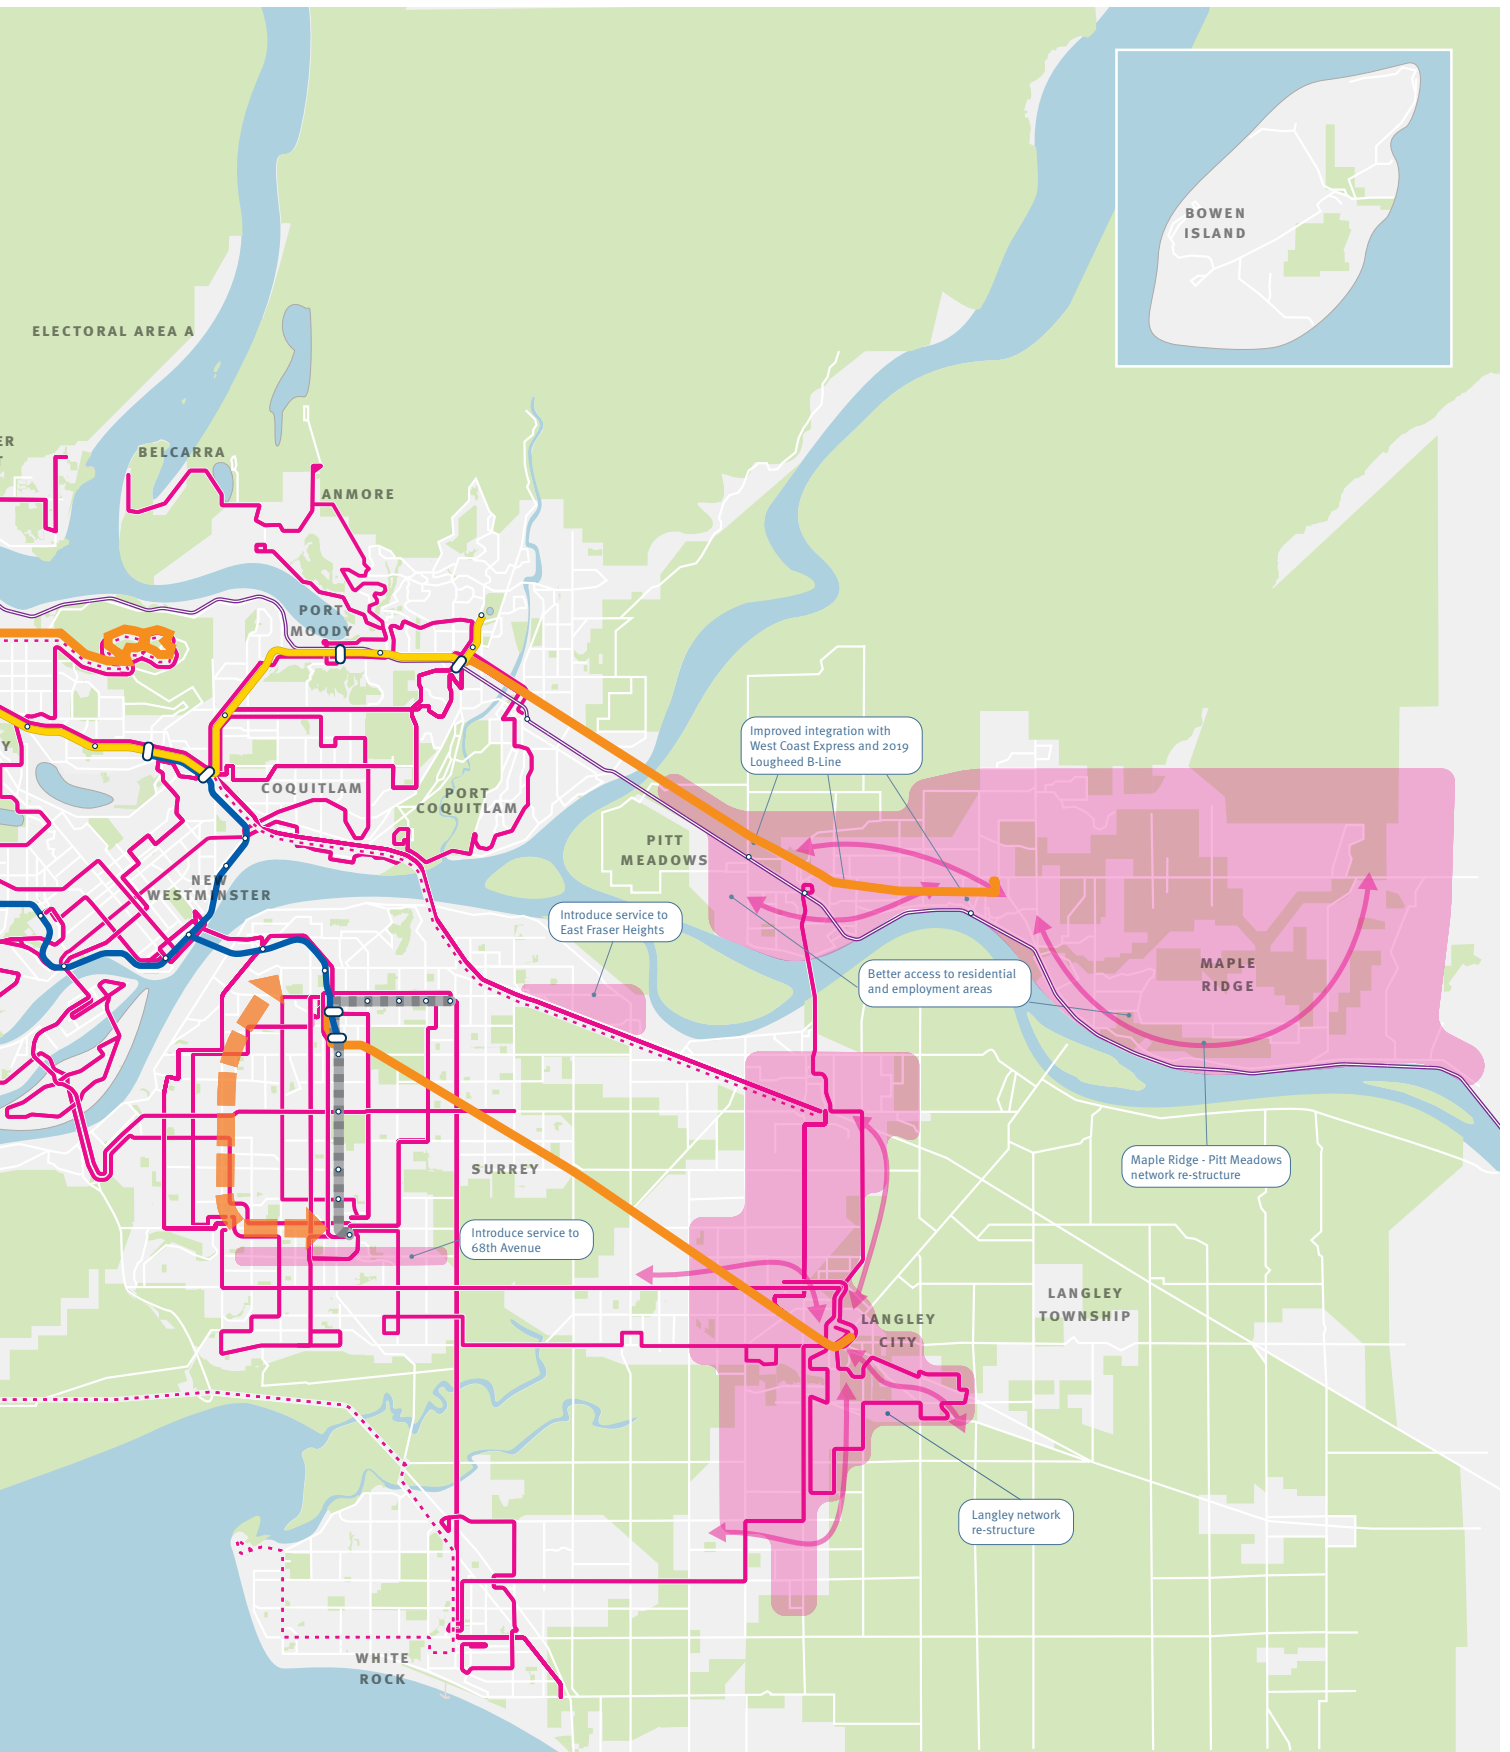 BOWEN
ISLAND
ELECTORAL AREA A
ER
BELCARRA
ANMORE
PORT
MOODY
Y
COQUITLAM
PORT
COQUITLAM
Improved integration with
West Coast Express and 2019
Lougheed B-Line
PITT
MEADOWS
NEW
WESTMINSTER
Introduce service to
East Fraser Heights
Better access to residential
and employment areas
MAPLE
RIDGE
Maple Ridge - Pitt Meadows
network re-structure
SURREY
Introduce service to
68th Avenue
LANGLEY
TOWNSHIP
LANGLEY
CITY
Langley network
re-structure
WHITE
ROCK